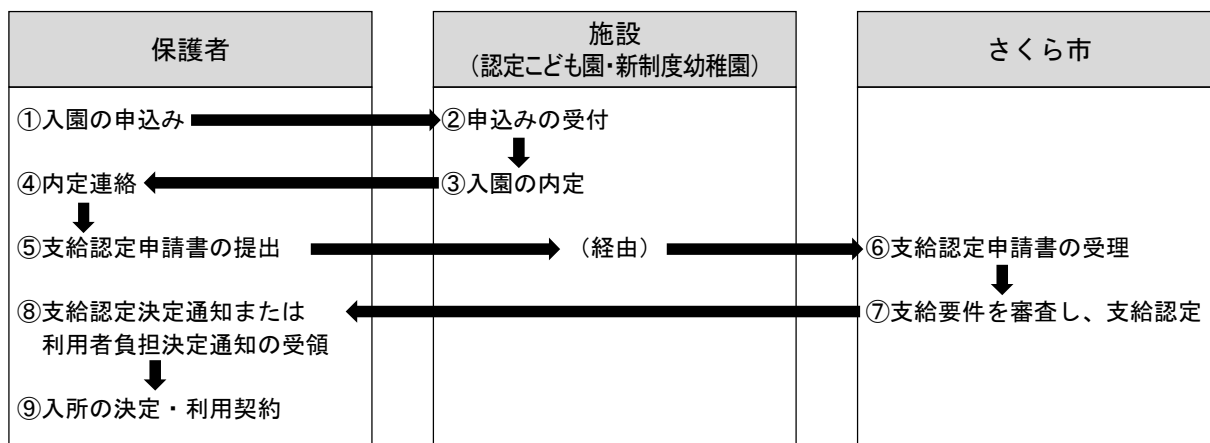 保護者
施設
(認定こども園・新制度幼稚園)
さくら市
①入園の申込み
②申込みの受付
④内定連絡
③入園の内定
⑤支給認定申請書の提出
(経由)
⑥支給認定申請書の受理
⑧支給認定決定通知または
利用者負担決定通知の受領
⑦支給要件を審査し、支給認定
⑨入所の決定・利用契約